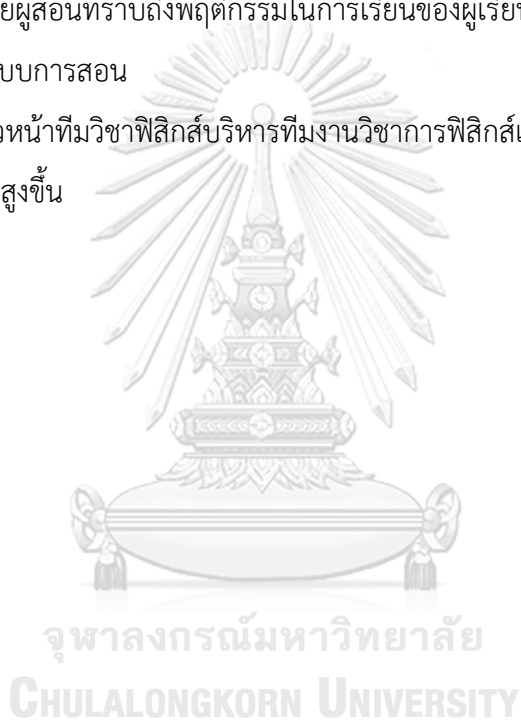 ยผู้สอนทราบถึงพฤติกรรมในการเรียนของผู้เรีย
บบการสอน
วหน้าทีมวิชาฟิสิกส์บริหารทีมงานวิชาการฟิสิกส์
สูงขึ้น
จุฬาลงกรณ์มหาวิทยาลัย
CHULALONGKORN UNIVERSITY